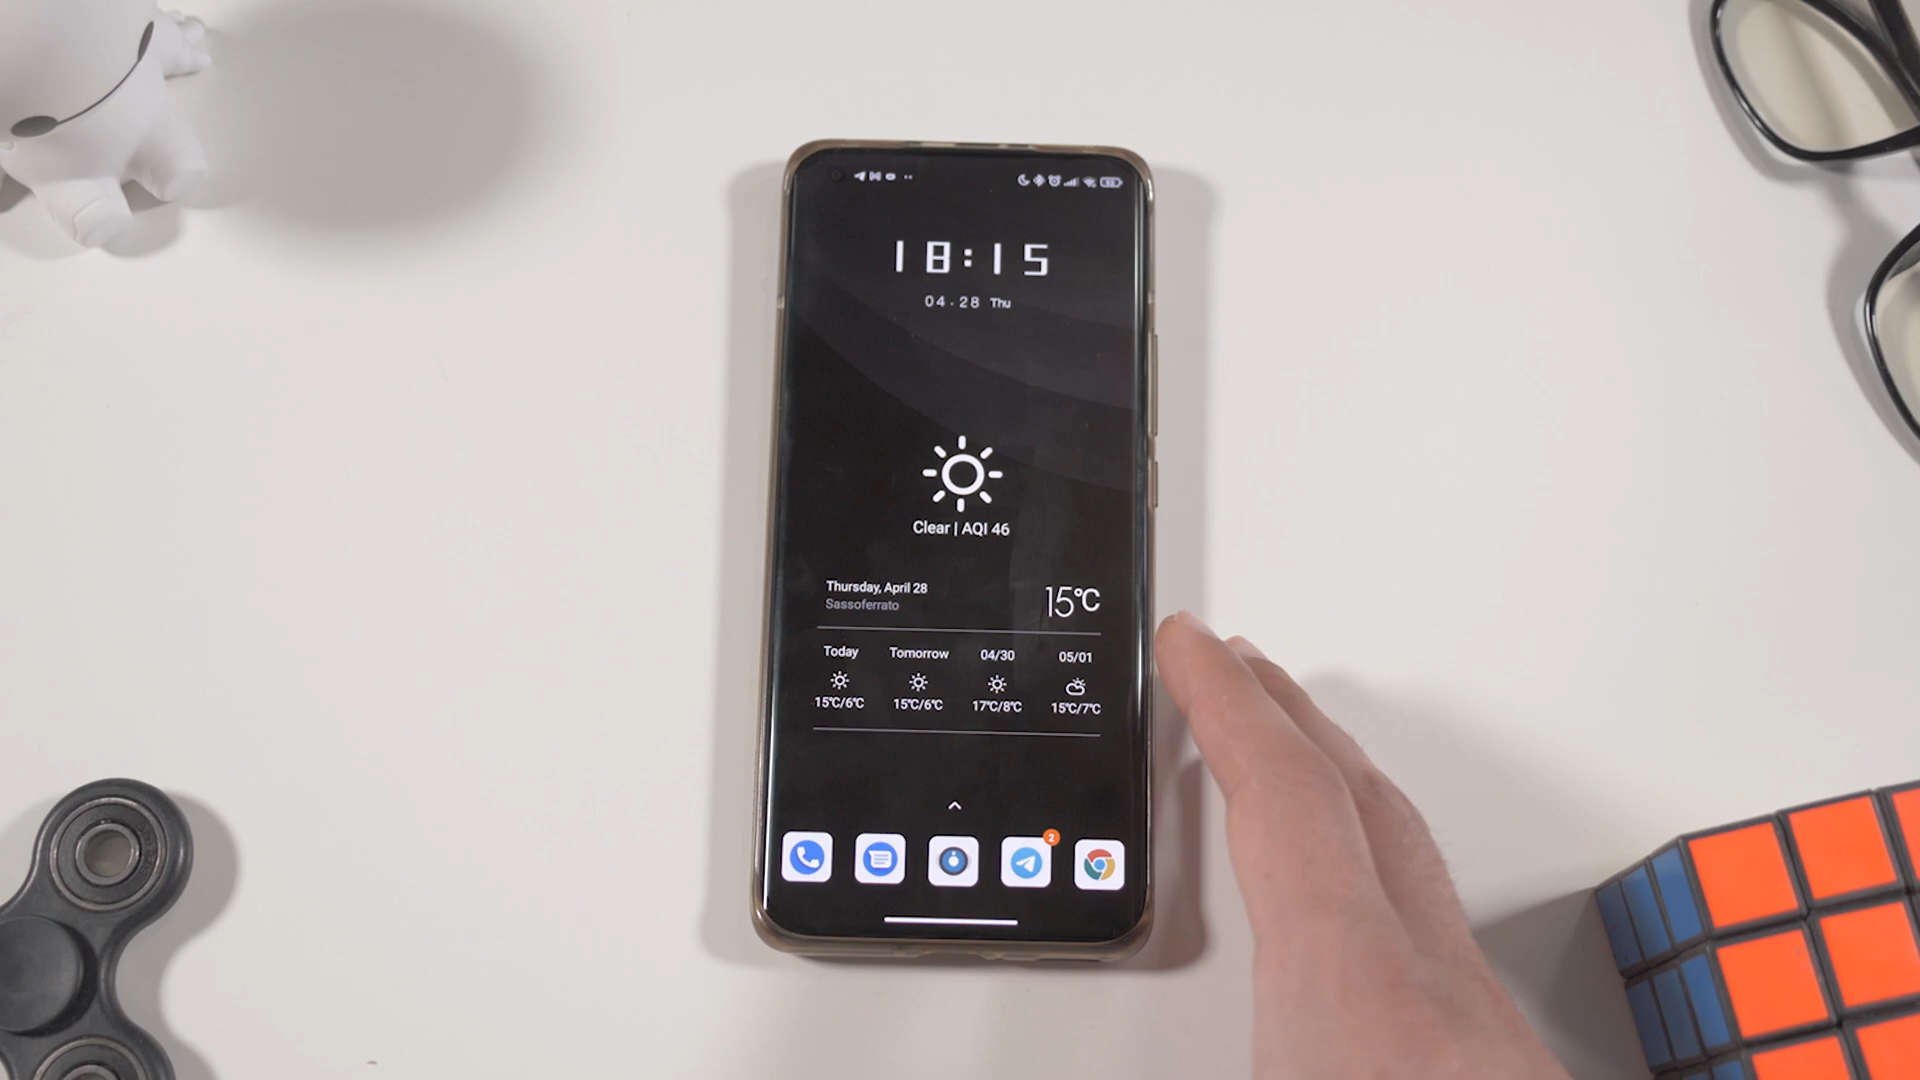 18:15
04.28 Thu
Clear | AQI 46
Thursday, April 28
Sassoferrato
15°C
Today Tomorrow 04/30 05/01
15°C/6°C 15°C/6°C 17°C/8°C 15°C/7°C
2